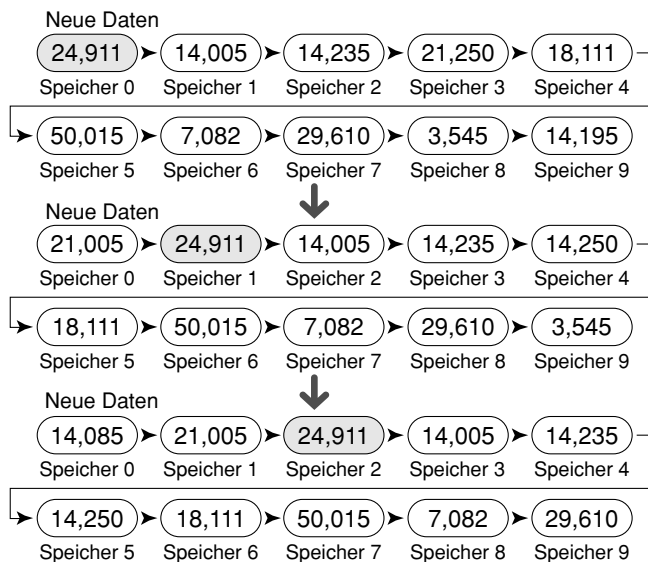 Neue Daten
24,911 14,005 14,235 21,250 18,111
Speicher 0 Speicher 1 Speicher 2 Speicher 3 Speicher 4
50,015 7,082 29,610 3,545 14,195
Speicher 5 Speicher 6 Speicher 7 Speicher 8 Speicher 9
Neue Daten
21,005 24,911 14,005 14,235 14,250
Speicher 0 Speicher 1 Speicher 2 Speicher 3 Speicher 4
18,111 50,015 7,082 29,610 3,545
Speicher 5 Speicher 6 Speicher 7 Speicher 8 Speicher 9
Neue Daten
14,085 21,005 24,911 14,005 14,235
Speicher 0 Speicher 1 Speicher 2 Speicher 3 Speicher 4
14,250 18,111 50,015 7,082 29,610
Speicher 5 Speicher 6 Speicher 7 Speicher 8 Speicher 9